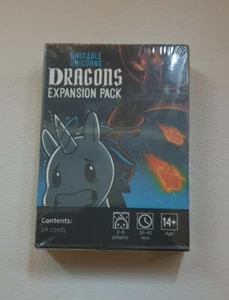 UNSTABLE
UNICORNS
DRAGONS
EXPANSION PACK
Contents:
54 cards
2-8
players
30-45
min
14+
Age